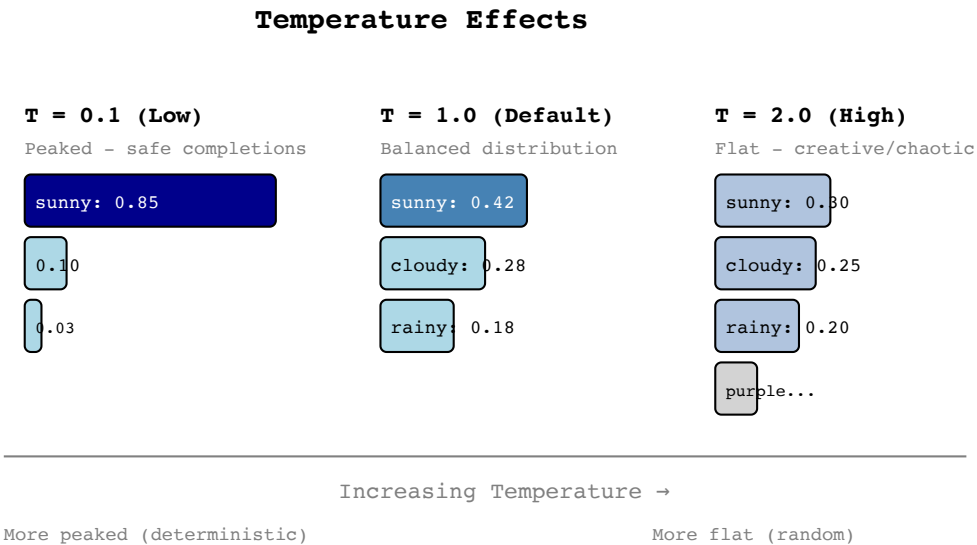 Temperature Effects
T = 0.1 (Low)
Peaked - safe completions
sunny: 0.85
0.10
0.03
T = 1.0 (Default)
Balanced distribution
sunny: 0.42
cloudy: 0.28
rainy: 0.18
T = 2.0 (High)
Flat - creative/chaotic
sunny: 0.30
cloudy: 0.25
rainy: 0.20
purple...
Increasing Temperature →
More peaked (deterministic)
More flat (random)